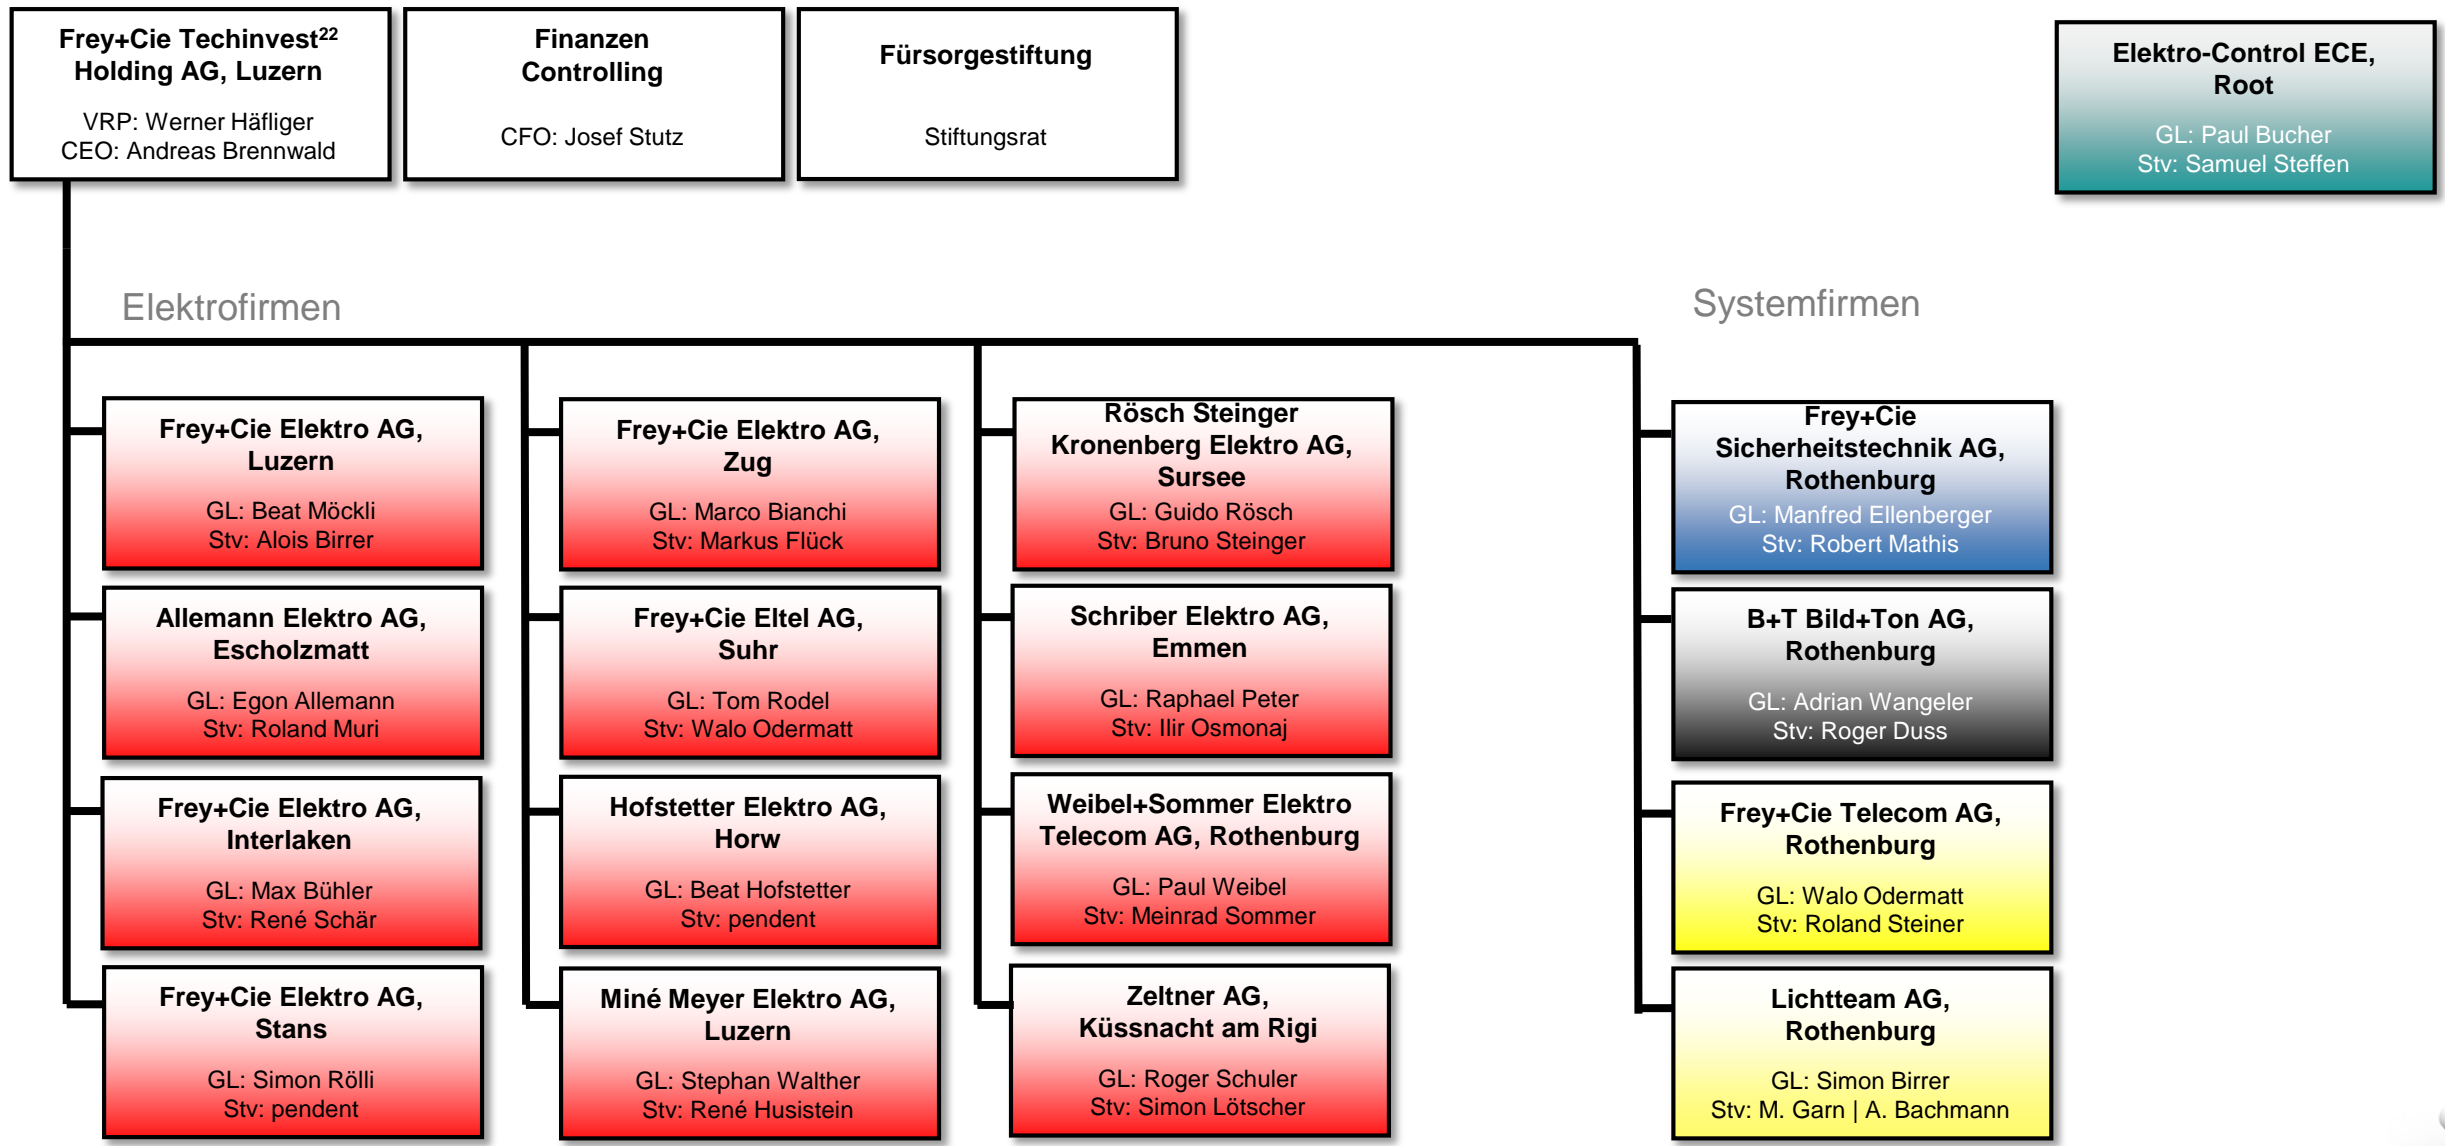 Frey+Cie Techinvest22
Holding AG, Luzern
VRP: Werner Häfliger
CEO: Andreas Brennwald
Finanzen
Controlling
CFO: Josef Stutz
Fürsorgestiftung
Stiftungsrat
Elektro-Control ECE,
Root
GL: Paul Bucher
Stv: Samuel Steffen
Elektrofirmen
Systemfirmen
Frey+Cie Elektro AG,
Luzern
GL: Beat Möckli
Stv: Alois Birrer
Frey+Cie Elektro AG,
Zug
GL: Marco Bianchi
Stv: Markus Flück
Rösch Steinger
Kronenberg Elektro AG,
Sursee
GL: Guido Rösch
Stv: Bruno Steinger
Frey+Cie
Sicherheitstechnik AG,
Rothenburg
GL: Manfred Ellenberger
Stv: Robert Mathis
Allemann Elektro AG,
Escholzmatt
GL: Egon Allemann
Stv: Roland Muri
Frey+Cie Eltel AG,
Suhr
GL: Tom Rodel
Stv: Walo Odermatt
Schriber Elektro AG,
Emmen
GL: Raphael Peter
Stv: Ilir Osmonaj
B+T Bild+Ton AG,
Rothenburg
GL: Adrian Wangeler
Stv: Roger Duss
Frey+Cie Elektro AG,
Interlaken
GL: Max Bühler
Stv: René Schär
Hofstetter Elektro AG,
Horw
GL: Beat Hofstetter
Stv: pendent
Weibel+Sommer Elektro
Telecom AG, Rothenburg
GL: Paul Weibel
Stv: Meinrad Sommer
Frey+Cie Telecom AG,
Rothenburg
GL: Walo Odermatt
Stv: Roland Steiner
Frey+Cie Elektro AG,
Stans
GL: Simon Rölli
Stv: pendent
Miné Meyer Elektro AG,
Luzern
GL: Stephan Walther
Stv: René Husistein
Zeltner AG,
Küssnacht am Rigi
GL: Roger Schuler
Stv: Simon Lötscher
Lichtteam AG,
Rothenburg
GL: Simon Birrer
Stv: M. Garn | A. Bachmann